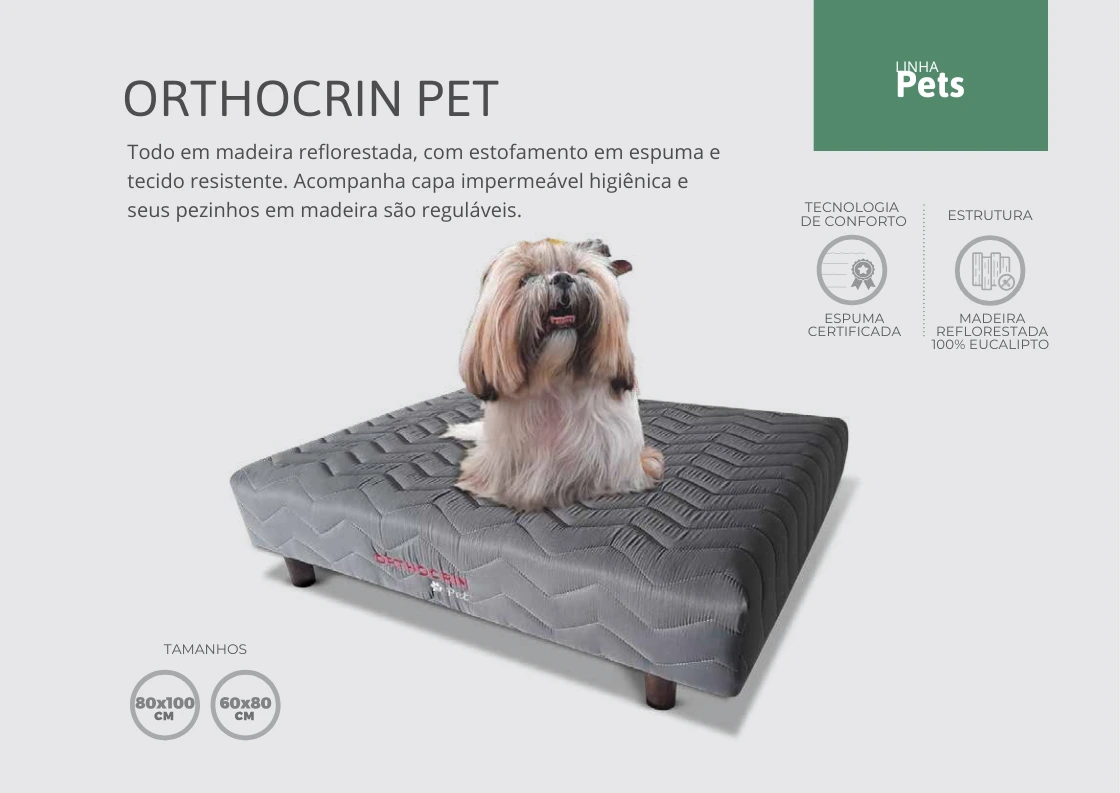 ORTHOCRIN PET
LINHA
Pets
Todo em madeira reflorestada, com estofamento em espuma e
tecido resistente. Acompanha capa impermeável higiênica e
seus pezinhos em madeira são reguláveis.
TECNOLOGIA
DE CONFORTO
ESPUMA
CERTIFICADA
ESTRUTURA
MADEIRA
REFLORESTADA
100% EUCALIPTO
ORTHOCRIN
Pet
TAMANHOS
80x100
CM
60x80
CM